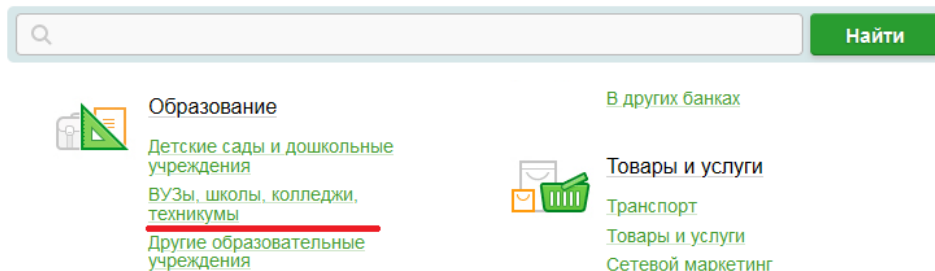 Найти
Образование
Детские сады и дошкольные
учреждения
ВУЗы, школы, колледжи,
техникумы
Другие образовательные
учреждения
В других банках
Товары и услуги
Транспорт
Товары и услуги
Сетевой маркетинг